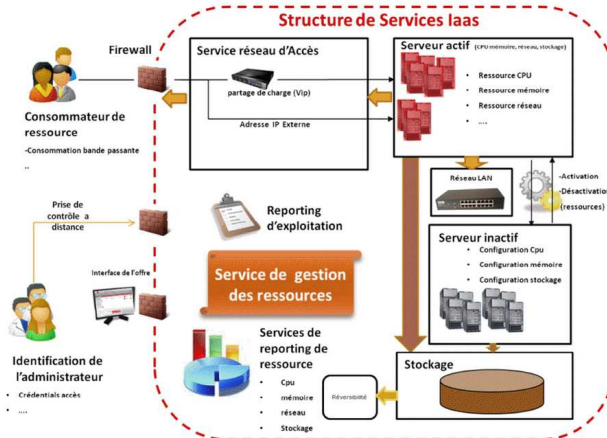 Structure de Services Iaas
Firewall
Service réseau d'Accès
Serveur actif (CPU mémoire, réseau, stockage)
partage de charge (Vip)
Adresse IP Externe
• Ressource CPU
• Ressource mémoire
• Ressource réseau
• ....
Consommateur de
ressource
-Consommation bande passante
..
Réseau LAN
-Activation
-Désactivation
(ressources)
Prise de
contrôle a
distance
Reporting
d'exploitation
Serveur inactif
• Configuration Cpu
• Configuration mémoire
• Configuration stockage
Interface de l'offre
Service de gestion
des ressources
Identification de
l'administrateur
• Crédentials accès
• ....
Services de
reporting de
ressource
• Cpu
• mémoire
• réseau
• Stockage
Réversibilité
Stockage